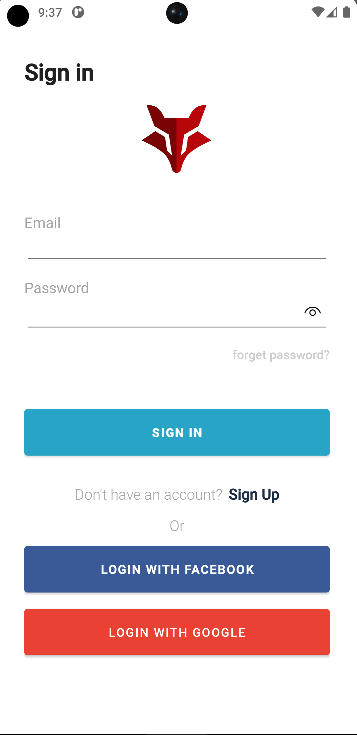 9:37
Sign in
Email
Password
forget password?
SIGN IN
Don't have an account? Sign Up
Or
LOGIN WITH FACEBOOK
LOGIN WITH GOOGLE